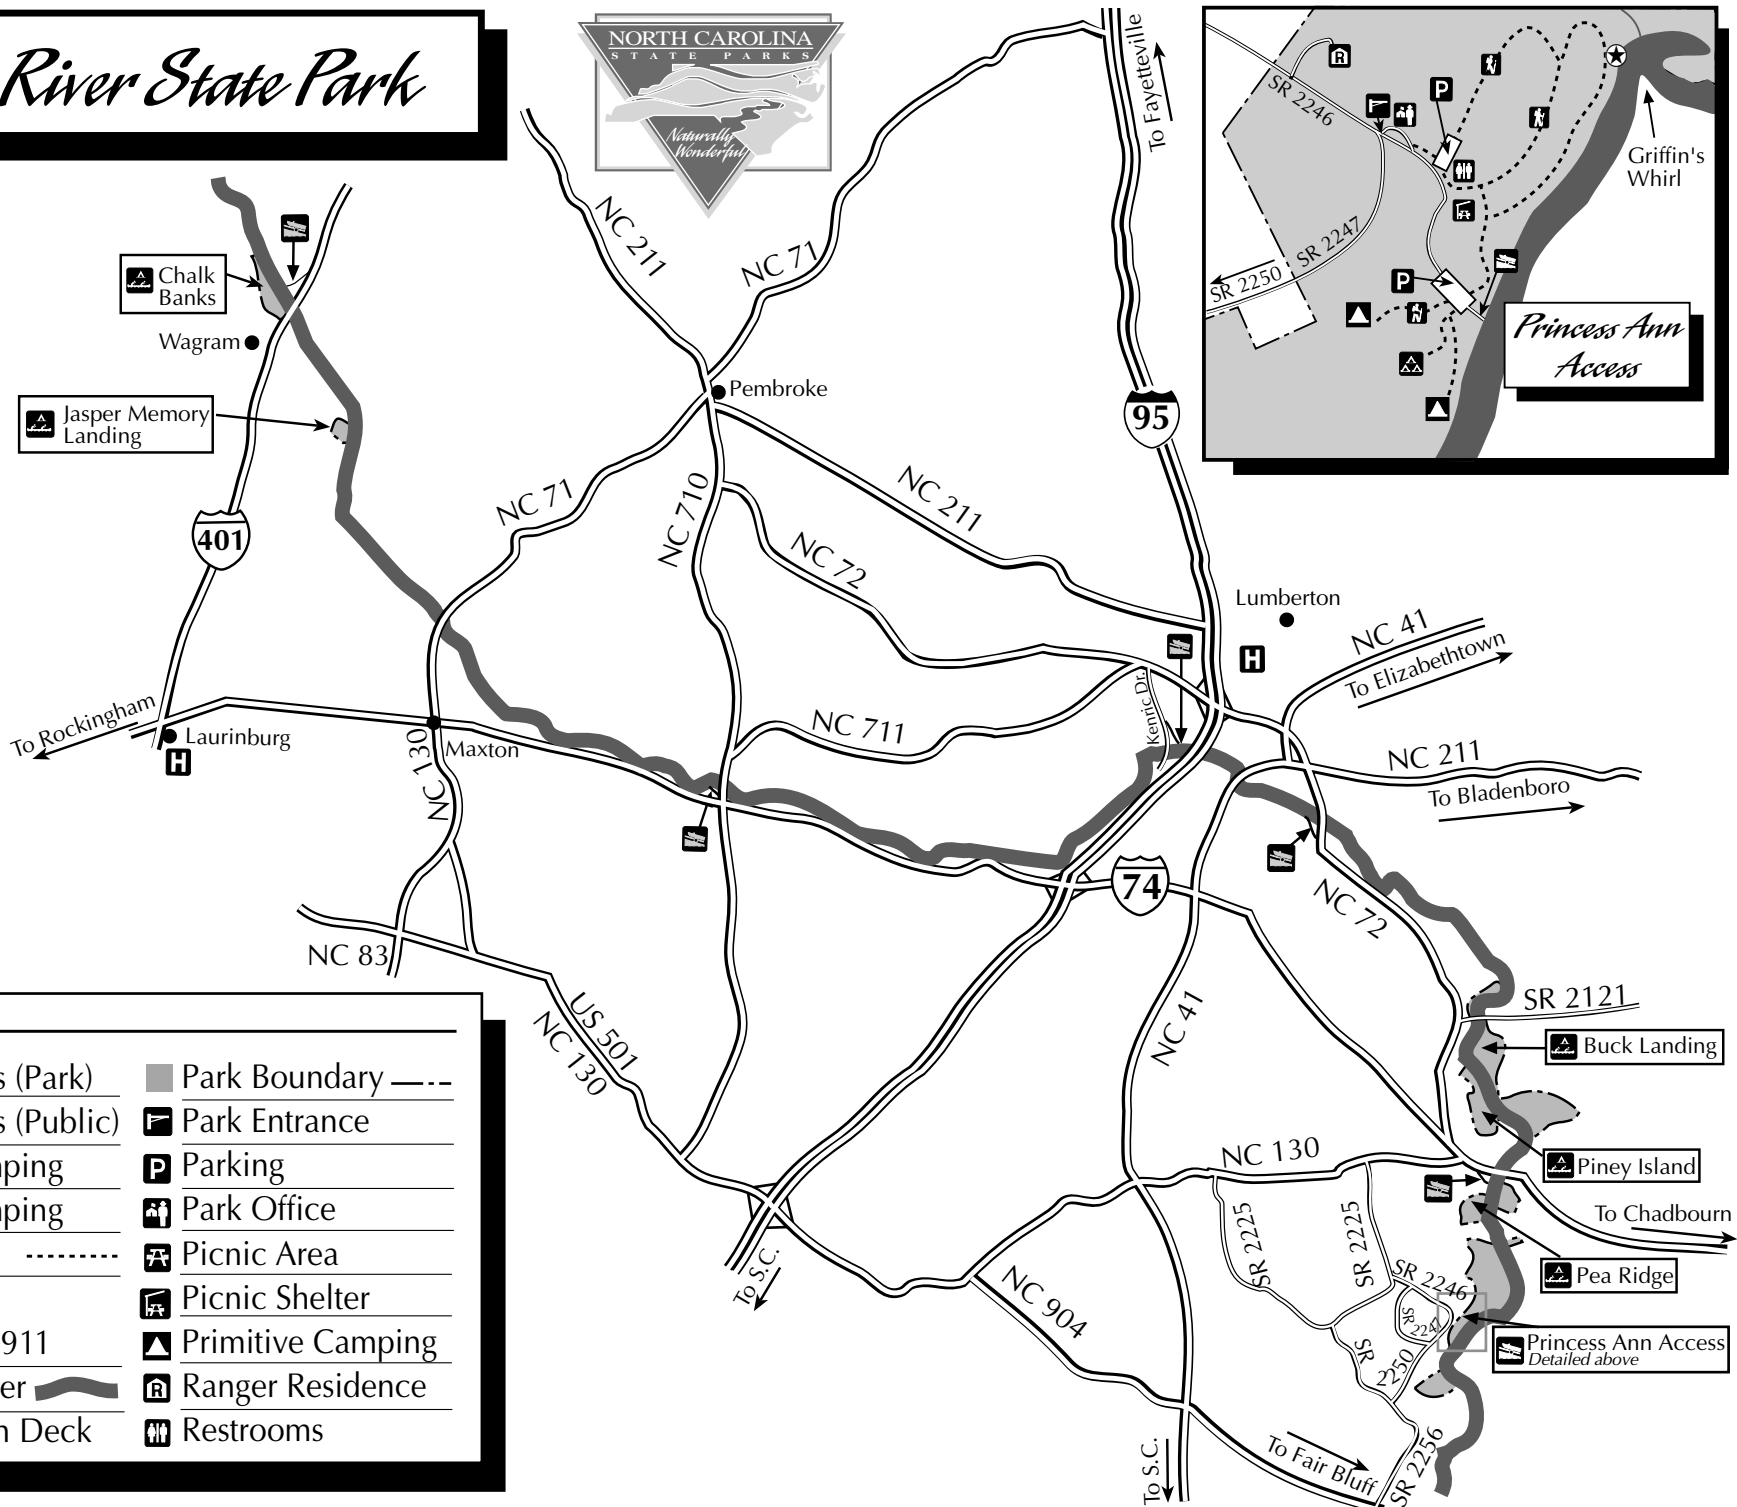 River State Park
NORTH CAROLINA
STATE PARKS
Naturally
Wonderful
To Fayetteville
SR 2246
R
P
Griffin's
Whirl
SR 2247
SR 2250
P
Princess Ann
Access
NC 211
NC 71
Chalk
Banks
Wagram
Pembroke
Jasper Memory
Landing
95
NC 71
NC 710
NC 211
401
NC 72
Lumberton
H
NC 41
To Elizabethtown
To Rockingham
Laurinburg
H
Maxton
NC 130
NC 711
Kenric Dr.
NC 211
To Bladenboro
74
NC 72
NC 83
US 501
NC 130
NC 41
SR 2121
Buck Landing
Piney Island
NC 130
To Chadbourn
SR 2225
SR 2225
SR 2246
Pea Ridge
SR 2247
To S.C.
NC 904
SR
2250
Princess Ann Access
Detailed above
To S.C.
To Fair Bluff
SR 2256
s (Park)
s (Public)
ping
ping
911
er
n Deck
Park Boundary
Park Entrance
P Parking
Park Office
Picnic Area
Picnic Shelter
Primitive Camping
R Ranger Residence
Restrooms